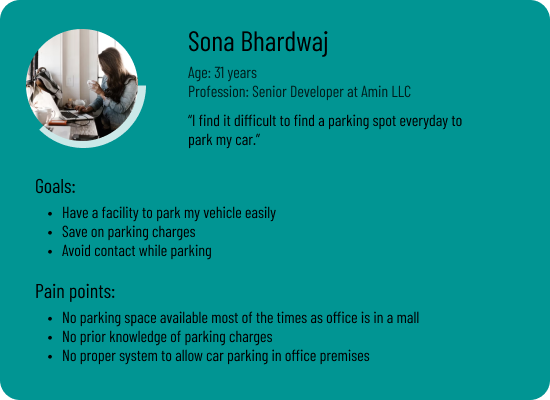 Sona Bhardwaj
Age: 31 years
Profession: Senior Developer at Amin LLC
“I find it difficult to find a parking spot everyday to
park my car.”
Goals:
• Have a facility to park my vehicle easily
• Save on parking charges
• Avoid contact while parking
Pain points:
• No parking space available most of the times as office is in a mall
• No prior knowledge of parking charges
• No proper system to allow car parking in office premises